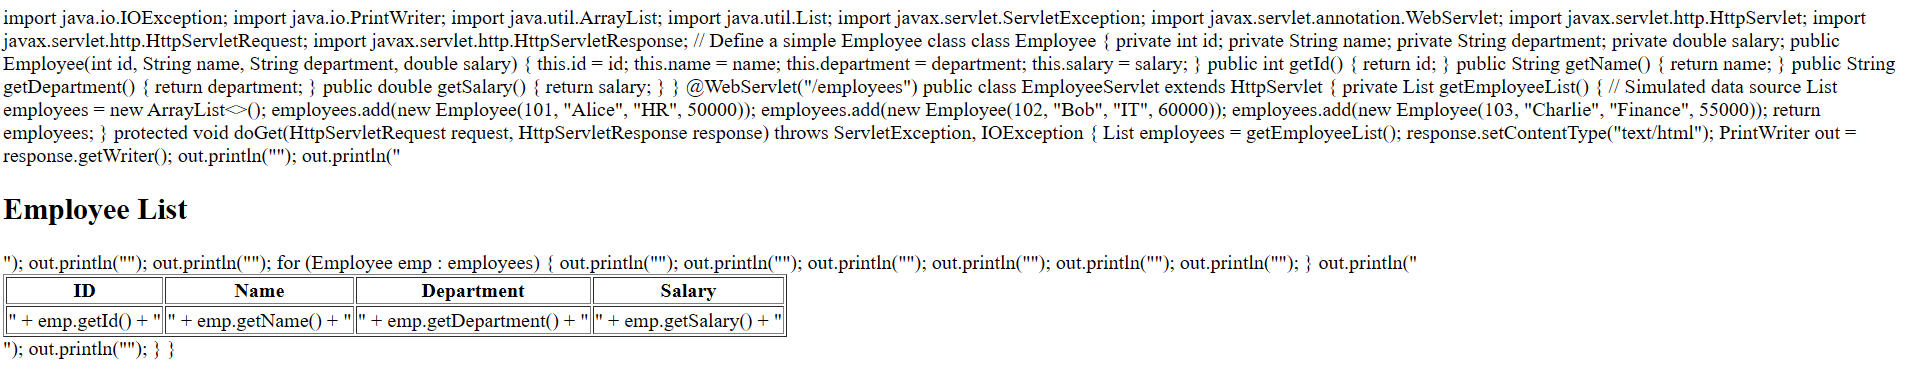 import java.io.IOException; import java.io.PrintWriter; import java.util.ArrayList; import java.util.List; import javax.servlet.ServletException; import javax.servlet.annotation.WebServlet; import javax.servlet.http.HttpServlet; import
javax.servlet.http.HttpServletRequest; import javax.servlet.http.HttpServletResponse; // Define a simple Employee class class Employee { private int id; private String name; private String department; private double salary; public
Employee(int id, String name, String department, double salary) { this.id = id; this.name = name; this.department = department; this.salary = salary; } public int getId() { return id; } public String getName() { return name; } public String
getDepartment() { return department; } public double getSalary() { return salary; } } @WebServlet("/employees") public class EmployeeServlet extends HttpServlet { private List getEmployeeList() { // Simulated data source List
employees = new ArrayList<>(); employees.add(new Employee(101, "Alice", "HR", 50000)); employees.add(new Employee(102, "Bob", "IT", 60000)); employees.add(new Employee(103, "Charlie", "Finance", 55000)); return
employees; } protected void doGet(HttpServletRequest request, HttpServletResponse response) throws ServletException, IOException { List employees = getEmployeeList(); response.setContentType("text/html"); PrintWriter out =
response.getWriter(); out.println(""); out.println("
Employee List
"); out.println(""); out.println(""); for (Employee emp : employees) { out.println(""); out.println(""); out.println(""); out.println(""); out.println(""); out.println(""); } out.println("
ID Name Department Salary
" + emp.getId() + " " + emp.getName() + " " + emp.getDepartment() + " " + emp.getSalary() + "
"); out.println(""); } }